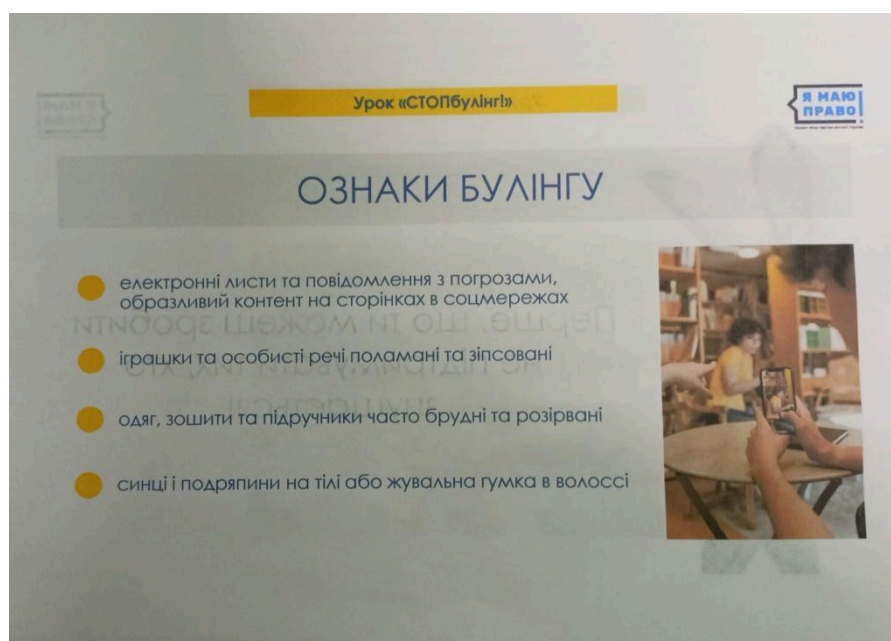 Урок «СТОПбулінг!»
Я МАЮ
ПРАВО!
ОЗНАКИ БУЛІНГУ
електронні листи та повідомлення з погрозами,
образливий контент на сторінках в соцмережах
іграшки та особисті речі поламані та зіпсовані
одяг, зошити та підручники часто брудні та розірвані
синці і подряпини на тілі або жувальна гумка в волоссі